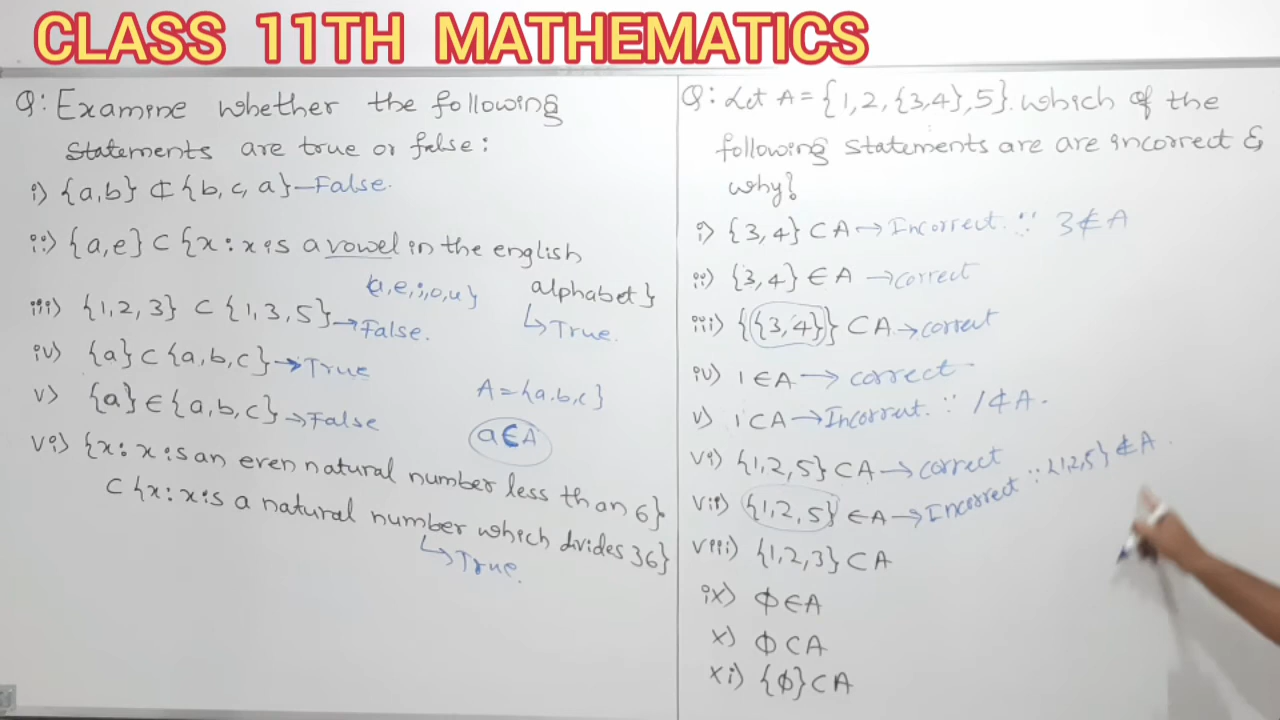 CLASS 11TH MATHEMATICS
Q: Examine whether the following
statements are true or false:
i) {a,b} ⊄ {b, c, a} – False.
ii) {a,e} ⊂ {x : x is a vowel in the english
alphabet}
{a,e,i,o,u}
↳ True.
iii) {1,2,3} ⊂ {1,3,5} → False.
iv) {a} ⊂ {a,b,c} → True
v) {a} ∈ {a,b,c} → False
A = {a,b,c}
a ∈ A
vi) {x: x is an even natural number less than 6}
⊂ {x: x is a natural number which divides 36}
↳ True.
Q: Let A = {1,2,{3,4},5}. Which of the
following statements are are incorrect &
why?
i) {3,4} ⊂ A → Incorrect. ∵ 3 ∉ A
ii) {3,4} ∈ A → correct
iii) {{3,4}} ⊂ A → correct
iv) 1 ∈ A → correct
v) 1 ⊂ A → Incorrect. ∵ 1 ⊄ A.
vi) {1,2,5} ⊂ A → correct
vii) {1,2,5} ∈ A → Incorrect ∵ {1,2,5} ∉ A.
viii) {1,2,3} ⊂ A
ix) ϕ ∈ A
x) ϕ ⊂ A
xi) {ϕ} ⊂ A